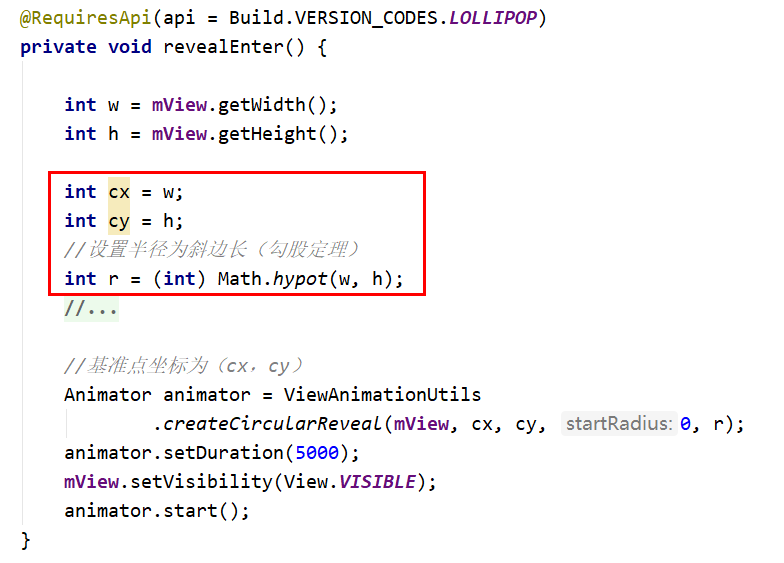 @RequiresApi(api = Build.VERSION_CODES.LOLLIPOP)
private void revealEnter() {
int w = mView.getWidth();
int h = mView.getHeight();
int cx = w;
int cy = h;
//设置半径为斜边长（勾股定理）
int r = (int) Math.hypot(w, h);
//...
//基准点坐标为（cx，cy）
Animator animator = ViewAnimationUtils
.createCircularReveal(mView, cx, cy, startRadius: 0, r);
animator.setDuration(5000);
mView.setVisibility(View.VISIBLE);
animator.start();
}